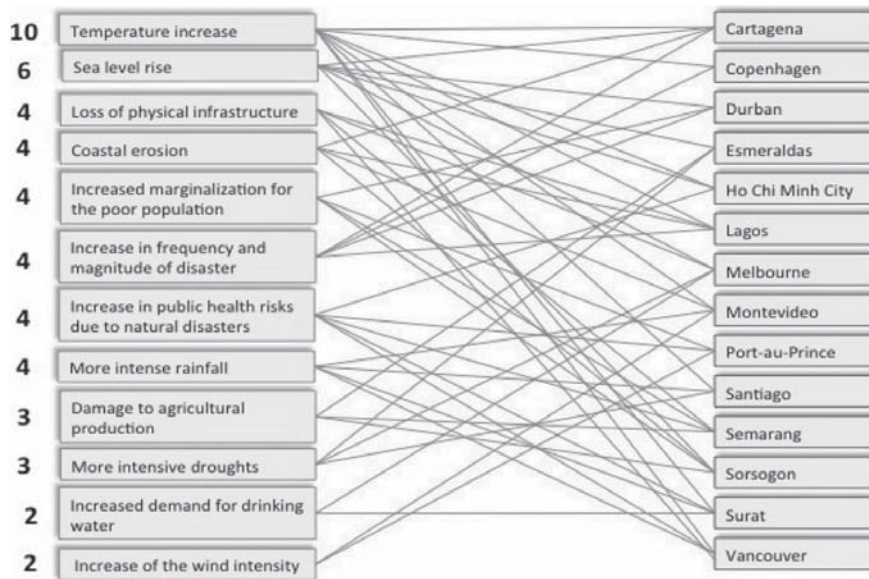 10 Temperature increase
6 Sea level rise
4 Loss of physical infrastructure
4 Coastal erosion
4 Increased marginalization for
the poor population
4 Increase in frequency and
magnitude of disaster
4 Increase in public health risks
due to natural disasters
4 More intense rainfall
3 Damage to agricultural
production
3 More intensive droughts
2 Increased demand for drinking
water
2 Increase of the wind intensity
Cartagena
Copenhagen
Durban
Esmeraldas
Ho Chi Minh City
Lagos
Melbourne
Montevideo
Port-au-Prince
Santiago
Semarang
Sorsogon
Surat
Vancouver